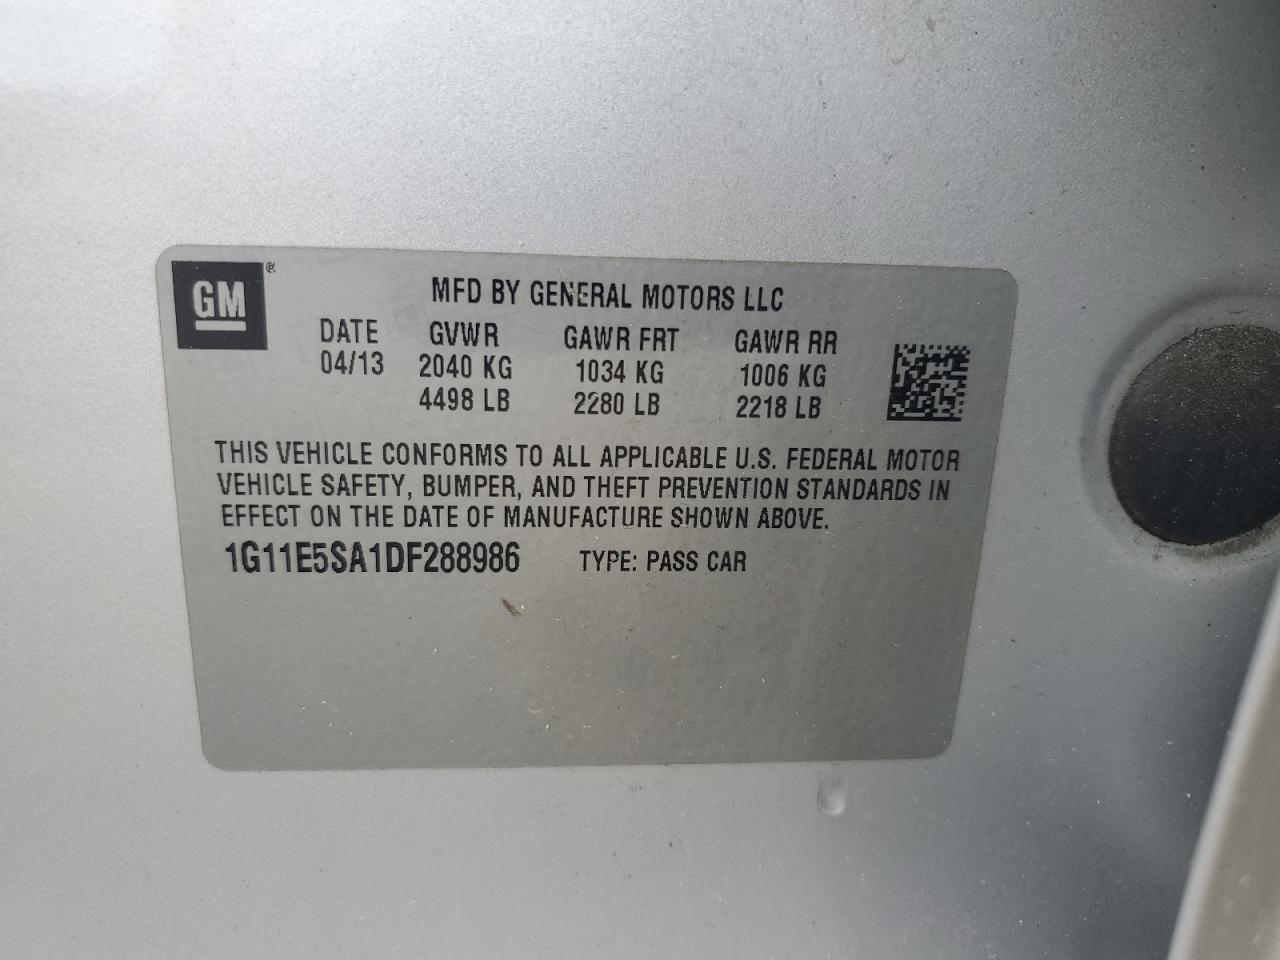 GM®
MFD BY GENERAL MOTORS LLC
DATE GVWR GAWR FRT GAWR RR
04/13 2040 KG 1034 KG 1006 KG
4498 LB 2280 LB 2218 LB
THIS VEHICLE CONFORMS TO ALL APPLICABLE U.S. FEDERAL MOTOR
VEHICLE SAFETY, BUMPER, AND THEFT PREVENTION STANDARDS IN
EFFECT ON THE DATE OF MANUFACTURE SHOWN ABOVE.
1G11E5SA1DF288986 TYPE: PASS CAR